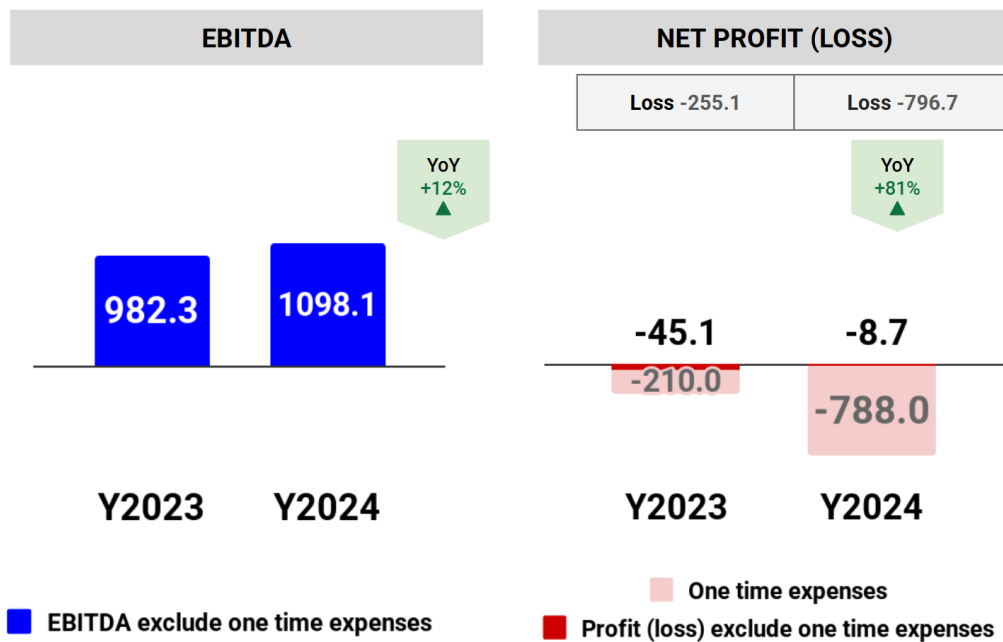 EBITDA
YoY
+12%
▲
982.3
1098.1
Y2023
Y2024
EBITDA exclude one time expenses
NET PROFIT (LOSS)
Loss -255.1
Loss -796.7
YoY
+81%
▲
-45.1
-8.7
-210.0
-788.0
Y2023
Y2024
One time expenses
Profit (loss) exclude one time expenses